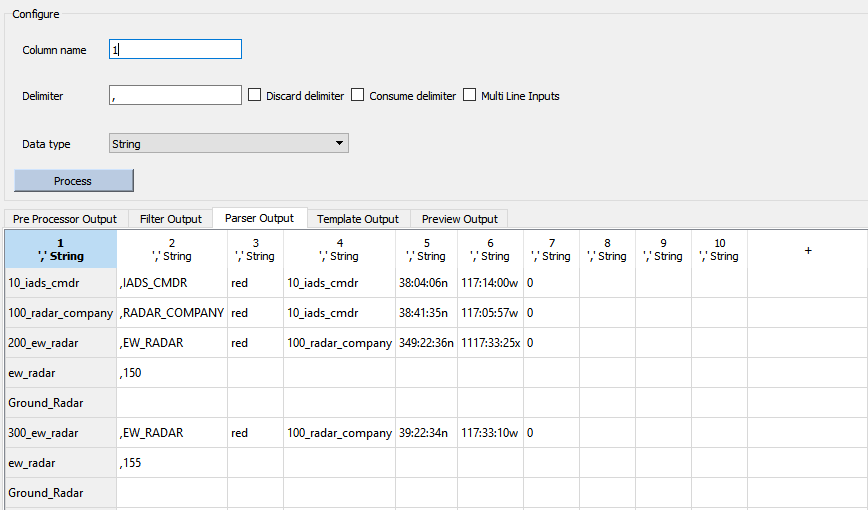 Configure
Column name 1
Delimiter , Discard delimiter Consume delimiter Multi Line Inputs
Data type String
Process
Pre Processor Output Filter Output Parser Output Template Output Preview Output
1 2 3 4 5 6 7 8 9 10 +
',' String ',' String ',' String ',' String ',' String ',' String ',' String ',' String ',' String ',' String
10_iads_cmdr ,IADS_CMDR red 10_iads_cmdr 38:04:06n 117:14:00w 0
100_radar_company ,RADAR_COMPANY red 10_iads_cmdr 38:41:35n 117:05:57w 0
200_ew_radar ,EW_RADAR red 100_radar_company 349:22:36n 1117:33:25x 0
ew_radar ,150
Ground_Radar
300_ew_radar ,EW_RADAR red 100_radar_company 39:22:34n 117:33:10w 0
ew_radar ,155
Ground_Radar